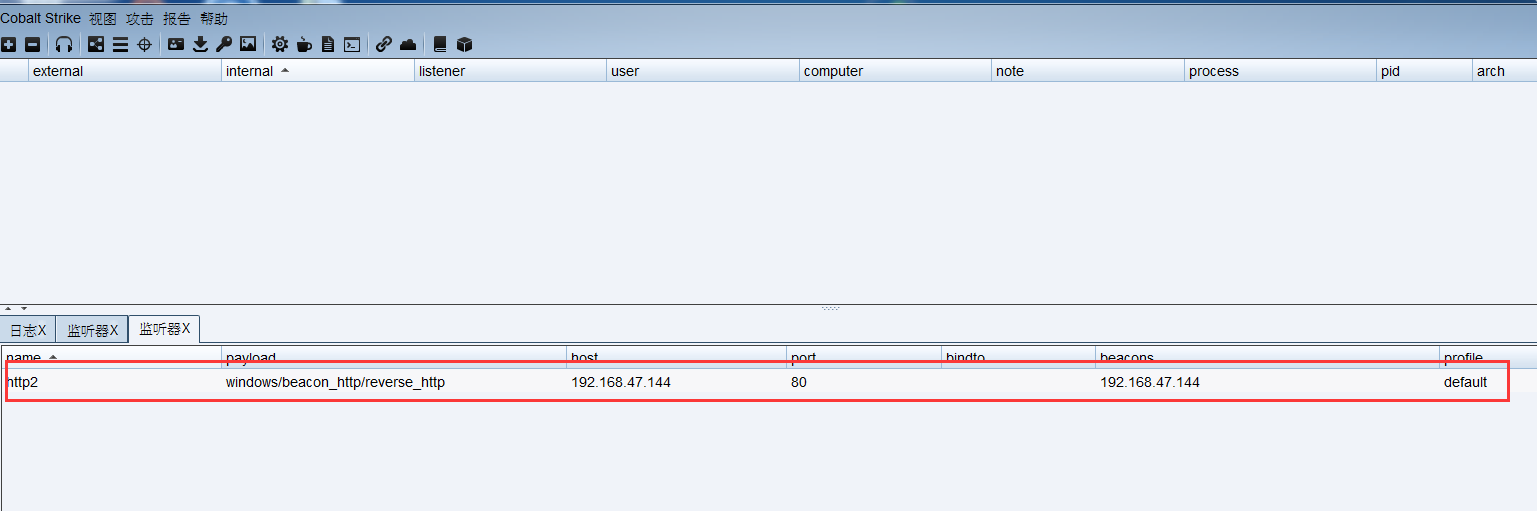 Cobalt Strike 视图 攻击 报告 帮助
external internal listener user computer note process pid arch
日志X 监听器X 监听器X
name payload host port bindto beacons profile
http2 windows/beacon_http/reverse_http 192.168.47.144 80 192.168.47.144 default